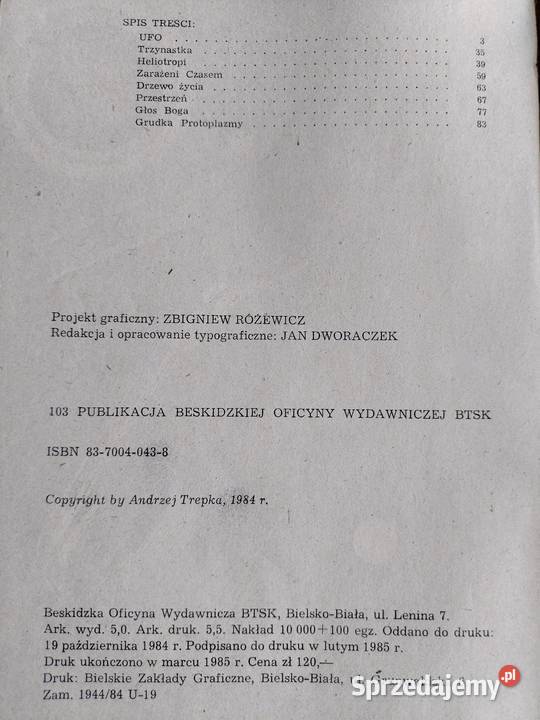 SPIS TREŚCI:
UFO . . . . . . . . . . . . . . . . 3
Trzynastka . . . . . . . . . . . . . . . . 35
Heliotropi . . . . . . . . . . . . . . . . 39
Zarażeni Czasem . . . . . . . . . . . . . . . . 59
Drzewo życia . . . . . . . . . . . . . . . . 63
Przestrzeń . . . . . . . . . . . . . . . . 67
Głos Boga . . . . . . . . . . . . . . . . 77
Grudka Protoplazmy . . . . . . . . . . . . . . . . 83
Projekt graficzny: ZBIGNIEW RÓŻEWICZ
Redakcja i opracowanie typograficzne: JAN DWORACZEK
103 PUBLIKACJA BESKIDZKIEJ OFICYNY WYDAWNICZEJ BTSK
ISBN 83-7004-043-8
Copyright by Andrzej Trepka, 1984 r.
Beskidzka Oficyna Wydawnicza BTSK, Bielsko-Biała, ul. Lenina 7.
Ark. wyd. 5,0. Ark. druk. 5,5. Nakład 10 000+100 egz. Oddano do druku:
19 października 1984 r. Podpisano do druku w lutym 1985 r.
Druk ukończono w marcu 1985 r. Cena zł 120,—
Druk: Bielskie Zakłady Graficzne, Bielsko-Biała,
Zam. 1944/84 U-19
Sprzedajemy.pl